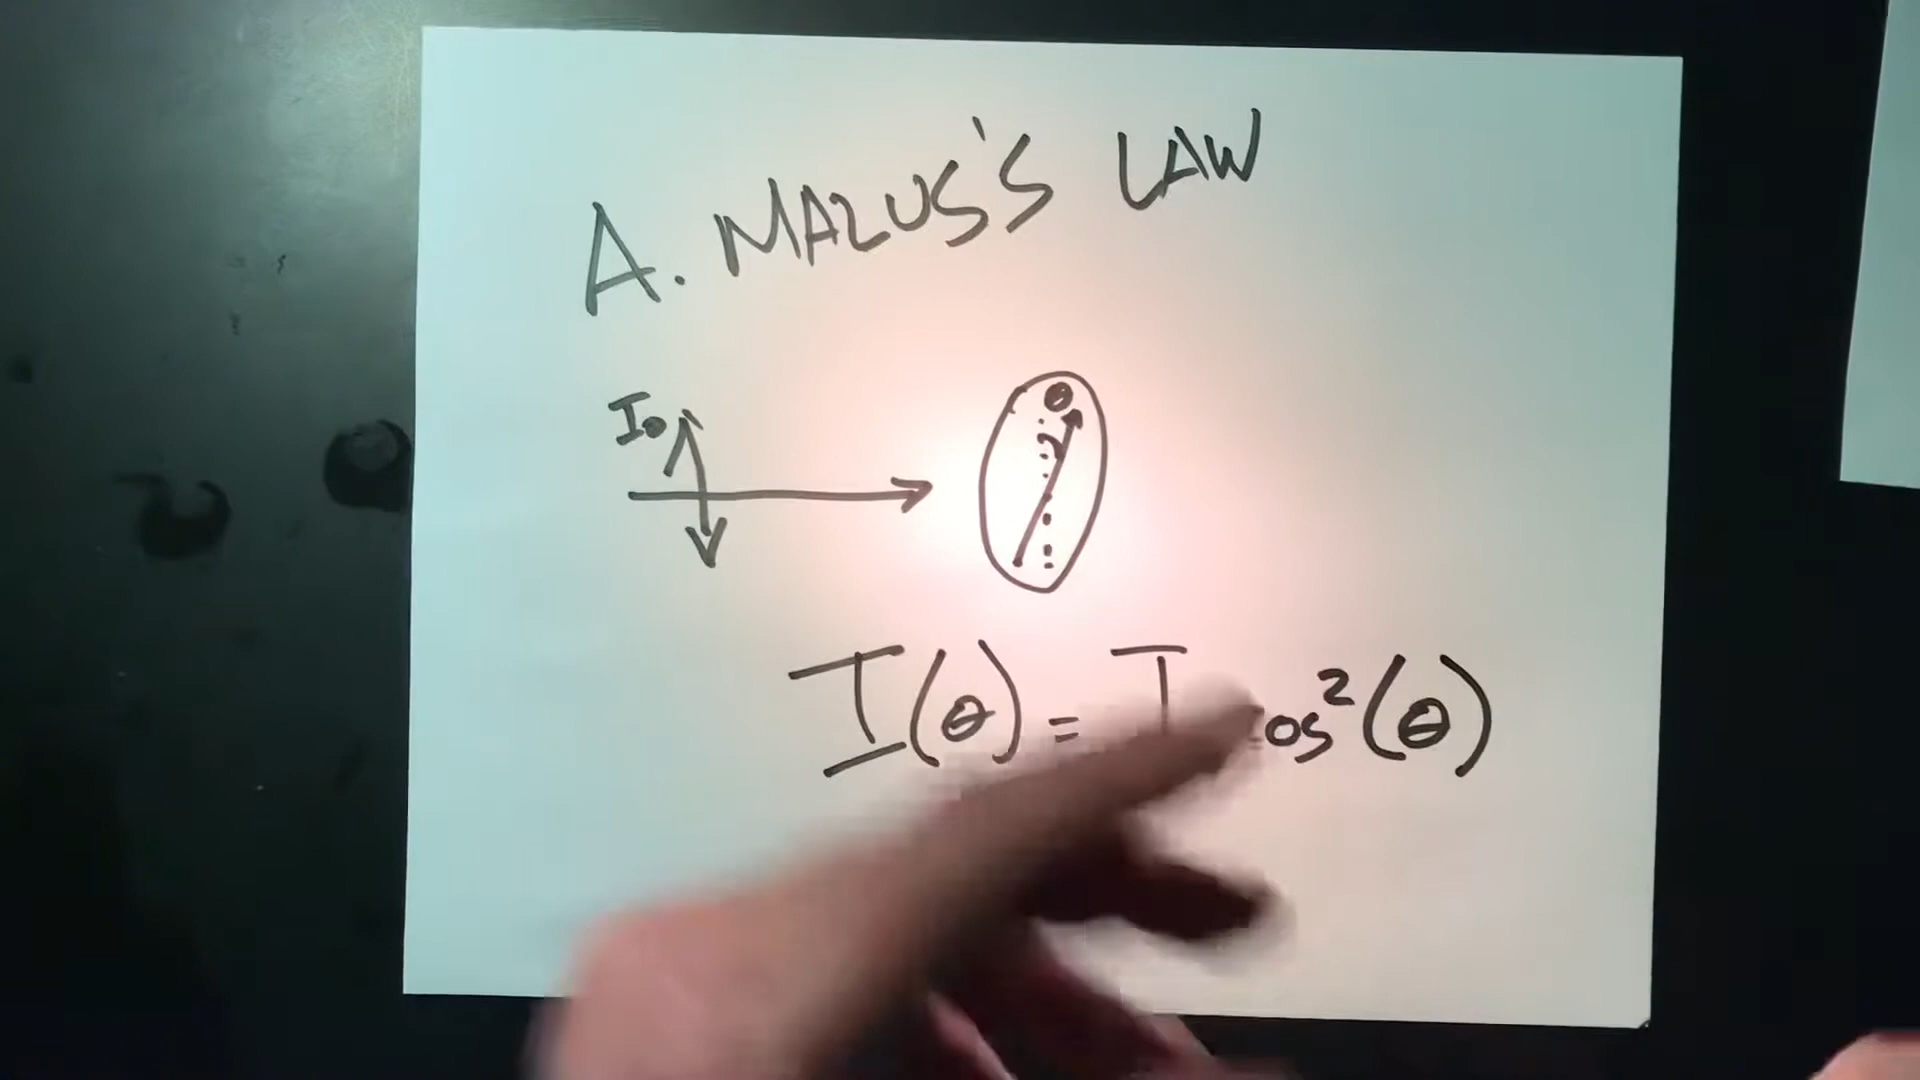 A. MALUS'S LAW
I₀
θ
I(θ) = I os²(θ)